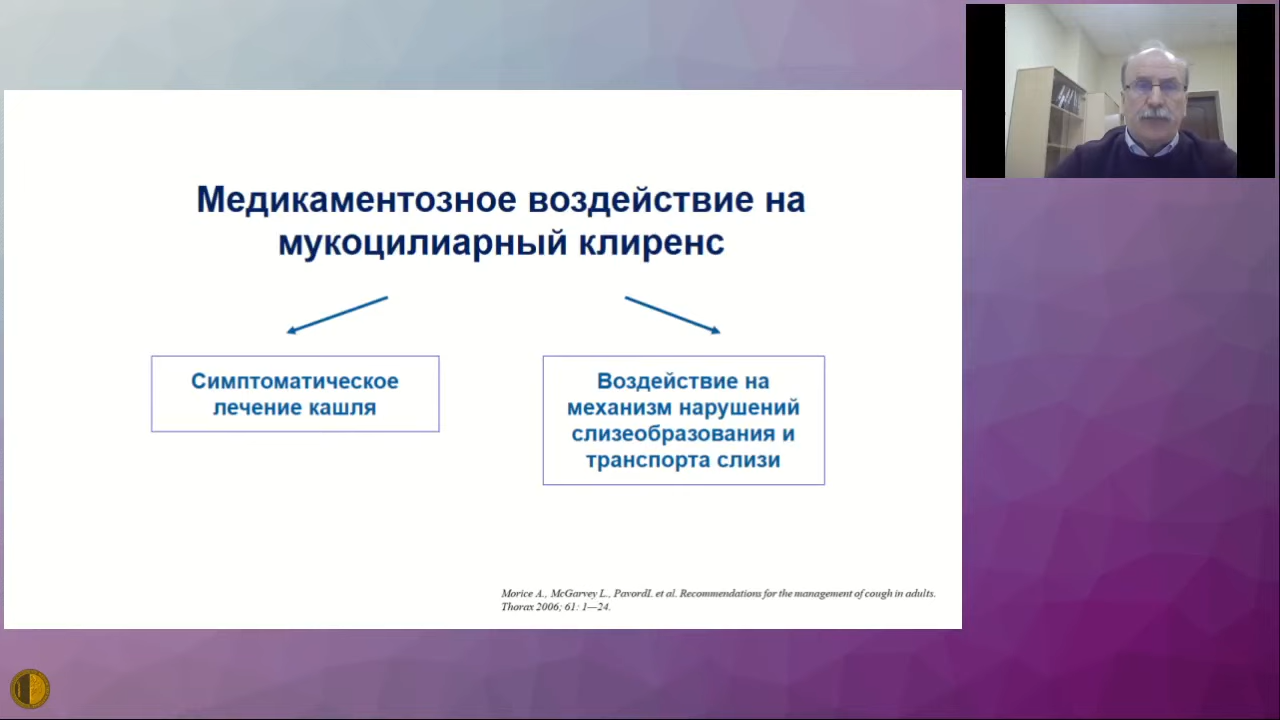 Медикаментозное воздействие на
мукоцилиарный клиренс
Симптоматическое
лечение кашля
Воздействие на
механизм нарушений
слизеобразования и
транспорта слизи
Morice A., McGarvey L., PavordI. et al. Recommendations for the management of cough in adults.
Thorax 2006; 61: 1—24.